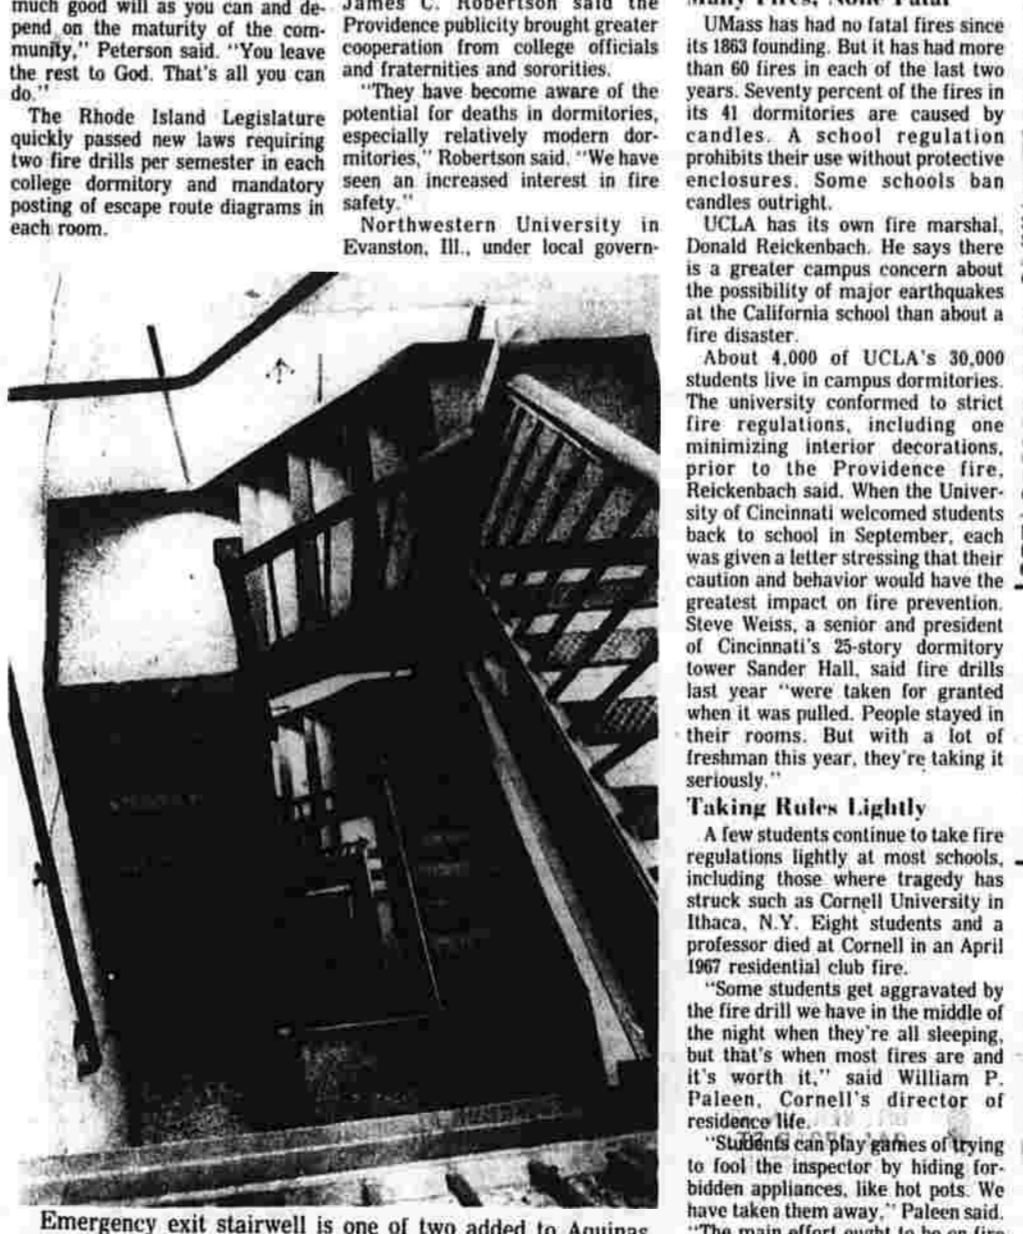 much good will as you can and de-
pend on the maturity of the com-
munity," Peterson said. "You leave
the rest to God. That's all you can
do."
The Rhode Island Legislature
quickly passed new laws requiring
two fire drills per semester in each
college dormitory and mandatory
posting of escape route diagrams in
each room.
James C. Robertson said the
Providence publicity brought greater
cooperation from college officials
and fraternities and sororities.
"They have become aware of the
potential for deaths in dormitories,
especially relatively modern dor-
mitories," Robertson said. "We have
seen an increased interest in fire
safety."
Northwestern University in
Evanston, Ill., under local govern-
Emergency exit stairwell is one of two added to Aquinas
Many Fires, None Fatal
UMass has had no fatal fires since
its 1863 founding. But it has had more
than 60 fires in each of the last two
years. Seventy percent of the fires in
its 41 dormitories are caused by
candles. A school regulation
prohibits their use without protective
enclosures. Some schools ban
candles outright.
UCLA has its own fire marshal,
Donald Reickenbach. He says there
is a greater campus concern about
the possibility of major earthquakes
at the California school than about a
fire disaster.
About 4,000 of UCLA's 30,000
students live in campus dormitories.
The university conformed to strict
fire regulations, including one
minimizing interior decorations,
prior to the Providence fire,
Reickenbach said. When the Univer-
sity of Cincinnati welcomed students
back to school in September, each
was given a letter stressing that their
caution and behavior would have the
greatest impact on fire prevention.
Steve Weiss, a senior and president
of Cincinnati's 25-story dormitory
tower Sander Hall, said fire drills
last year "were taken for granted
when it was pulled. People stayed in
their rooms. But with a lot of
freshman this year, they're taking it
seriously."
Taking Rules Lightly
A few students continue to take fire
regulations lightly at most schools,
including those where tragedy has
struck such as Cornell University in
Ithaca, N.Y. Eight students and a
professor died at Cornell in an April
1967 residential club fire.
"Some students get aggravated by
the fire drill we have in the middle of
the night when they're all sleeping,
but that's when most fires are and
it's worth it," said William P.
Paleen, Cornell's director of
residence life.
"Students can play games of trying
to fool the inspector by hiding for-
bidden appliances, like hot pots. We
have taken them away," Paleen said.
"The main effort ought to be on fire